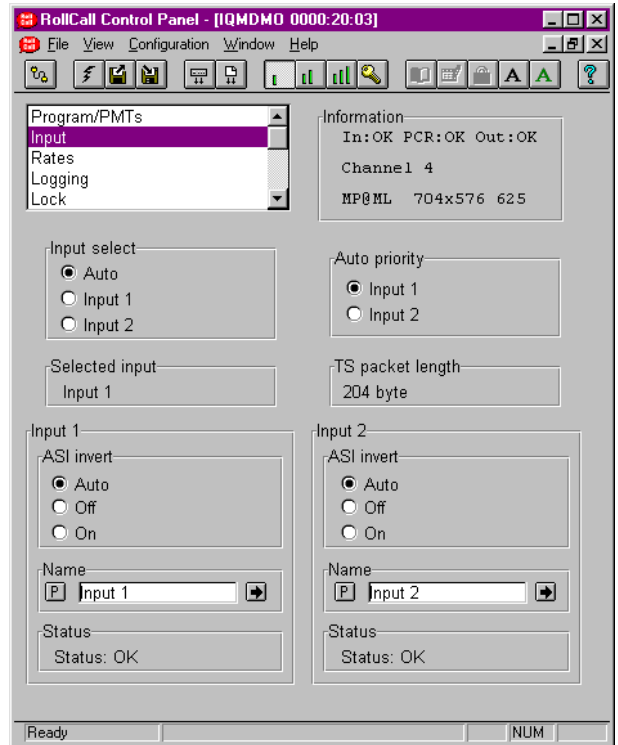 RollCall Control Panel - [IQMDMO 0000:20:03]
File View Configuration Window Help
A A ?
Program/PMTs
Input
Rates
Logging
Lock
Information
In:OK PCR:OK Out:OK
Channel 4
MP@ML 704x576 625
Input select
Auto
Input 1
Input 2
Auto priority
Input 1
Input 2
Selected input
Input 1
TS packet length
204 byte
Input 1
ASI invert
Auto
Off
On
Name
P Input 1
Status
Status: OK
Input 2
ASI invert
Auto
Off
On
Name
P Input 2
Status
Status: OK
Ready NUM